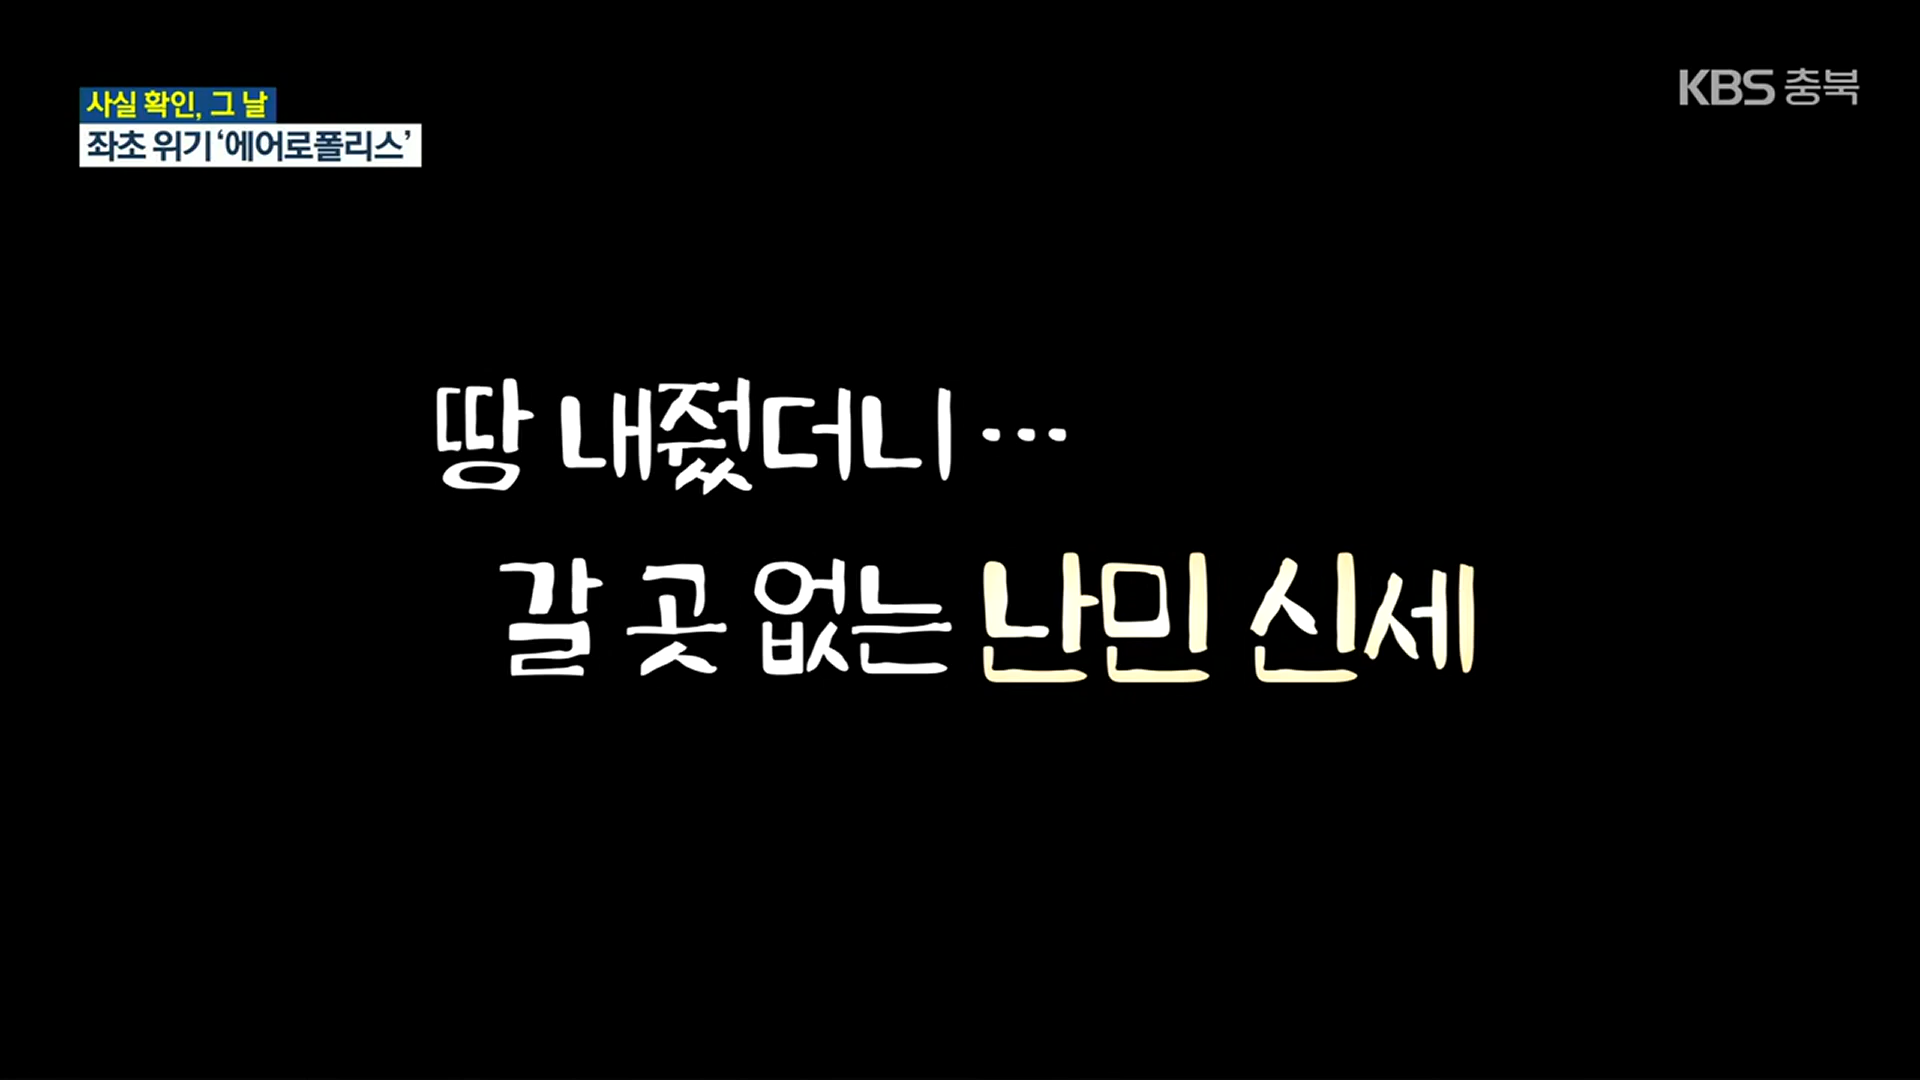 사실 확인, 그 날
좌초 위기 ‘에어로폴리스’
KBS 충북
땅 내줬더니…
갈 곳 없는 난민 신세